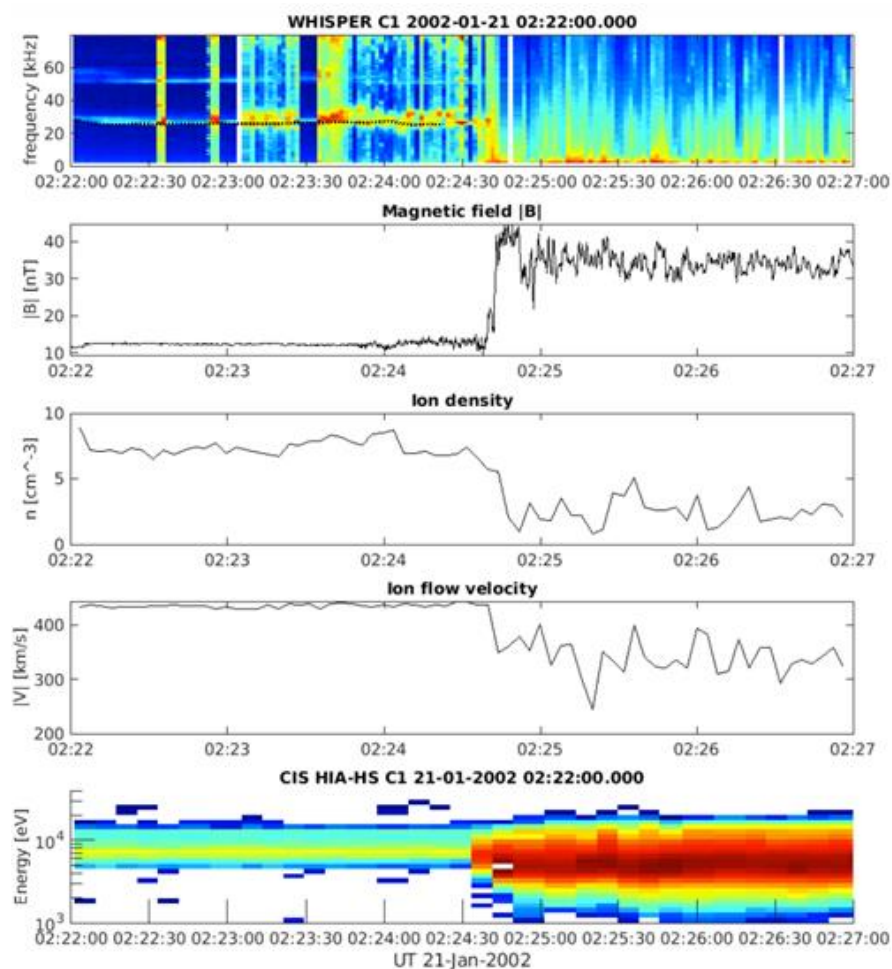 WHISPER C1 2002-01-21 02:22:00.000
frequency [kHz]
80
60
40
20
0
02:22:00 02:22:30 02:23:00 02:23:30 02:24:00 02:24:30 02:25:00 02:25:30 02:26:00 02:26:30 02:27:00
Magnetic field |B|
|B| [nT]
40
30
20
10
02:22 02:23 02:24 02:25 02:26 02:27
Ion density
n [cm^-3]
10
5
0
02:22 02:23 02:24 02:25 02:26 02:27
Ion flow velocity
|V| [km/s]
400
300
200
02:22 02:23 02:24 02:25 02:26 02:27
CIS HIA-HS C1 21-01-2002 02:22:00.000
Energy [eV]
10^4
10^3
02:22:00 02:22:30 02:23:00 02:23:30 02:24:00 02:24:30 02:25:00 02:25:30 02:26:00 02:26:30 02:27:00
UT 21-Jan-2002